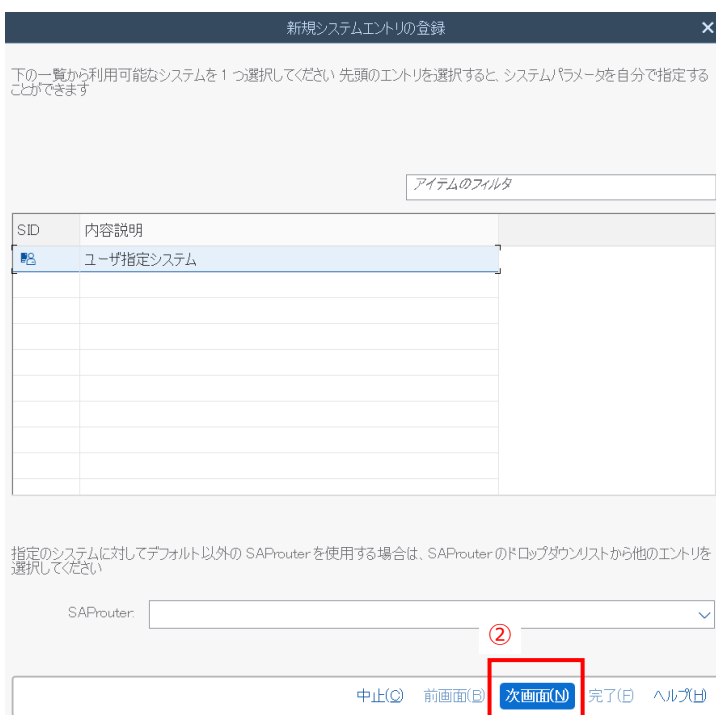 新規システムエントリの登録
下の一覧から利用可能なシステムを 1 つ選択してください 先頭のエントリを選択すると、システムパラメータを自分で指定する
ことができます
アイテムのフィルタ
SID 内容説明
ユーザ指定システム
指定のシステムに対してデフォルト以外の SAProuter を使用する場合は、SAProuter のドロップダウンリストから他のエントリを
選択してください
SAProuter:
②
中止(C) 前画面(B) 次画面(N) 完了(F) ヘルプ(H)